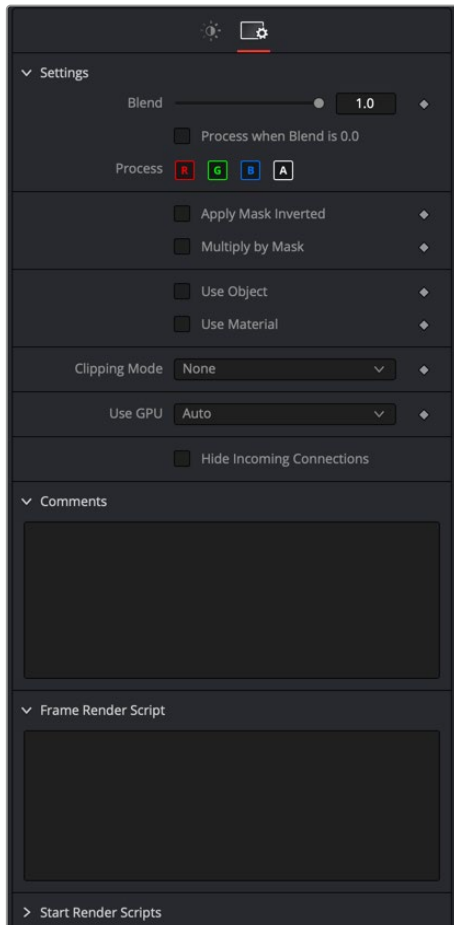 Settings
Blend 1.0
Process when Blend is 0.0
Process R G B A
Apply Mask Inverted
Multiply by Mask
Use Object
Use Material
Clipping Mode None
Use GPU Auto
Hide Incoming Connections
Comments
Frame Render Script
Start Render Scripts